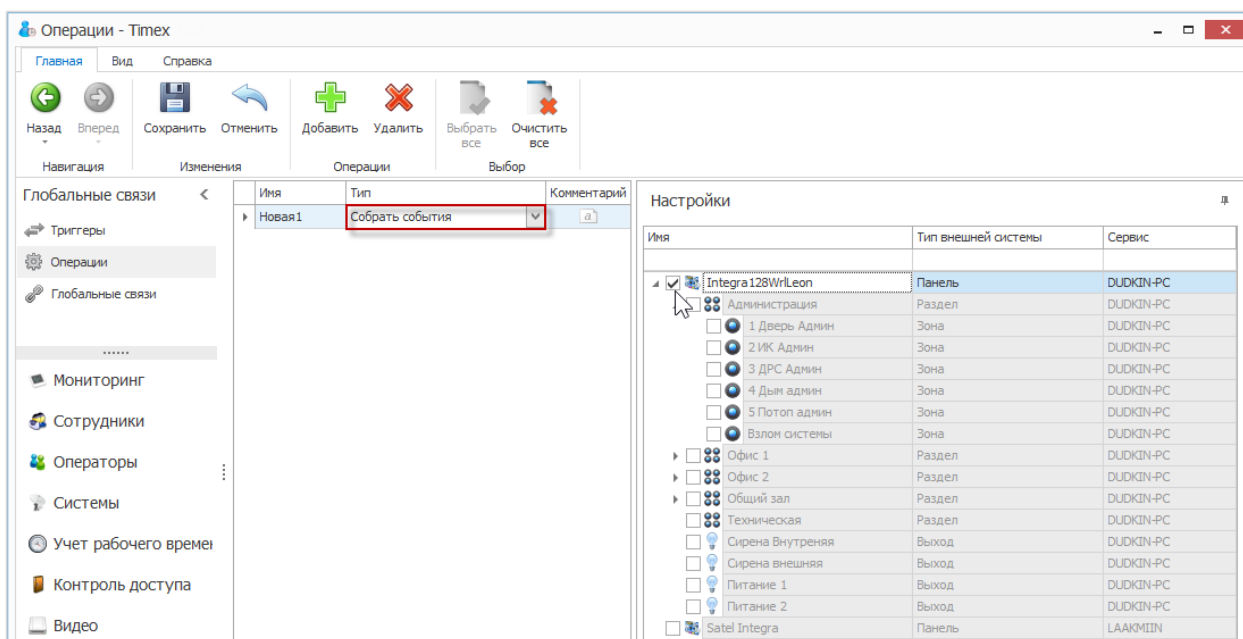 Операции - Timex
Главная Вид Справка
Назад Вперед Сохранить Отменить Добавить Удалить Выбрать все Очистить все
Навигация Изменения Операции Выбор
Глобальные связи
Триггеры
Операции
Глобальные связи
Мониторинг
Сотрудники
Операторы
Системы
Учет рабочего времен
Контроль доступа
Видео
Имя Тип Комментарий
Новая1 Собрать события a
Настройки
Имя Тип внешней системы Сервис
Integra128WrlLeon Панель DUDKIN-PC
Администрация Раздел DUDKIN-PC
1 Дверь Админ Зона DUDKIN-PC
2 ИК Админ Зона DUDKIN-PC
3 ДРС Админ Зона DUDKIN-PC
4 Дым админ Зона DUDKIN-PC
5 Потоп админ Зона DUDKIN-PC
Взлом системы Зона DUDKIN-PC
Офис 1 Раздел DUDKIN-PC
Офис 2 Раздел DUDKIN-PC
Общий зал Раздел DUDKIN-PC
Техническая Раздел DUDKIN-PC
Сирена Внутреняя Выход DUDKIN-PC
Сирена внешняя Выход DUDKIN-PC
Питание 1 Выход DUDKIN-PC
Питание 2 Выход DUDKIN-PC
Satel Integra Панель LAAKMIIN